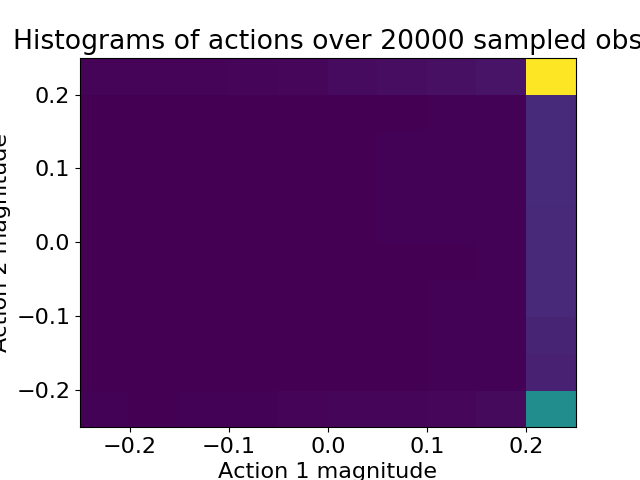 Histograms of actions over 20000 sampled obs
0.2
0.1
0.0
−0.1
−0.2
Action 2 magnitude
−0.2 −0.1 0.0 0.1 0.2
Action 1 magnitude